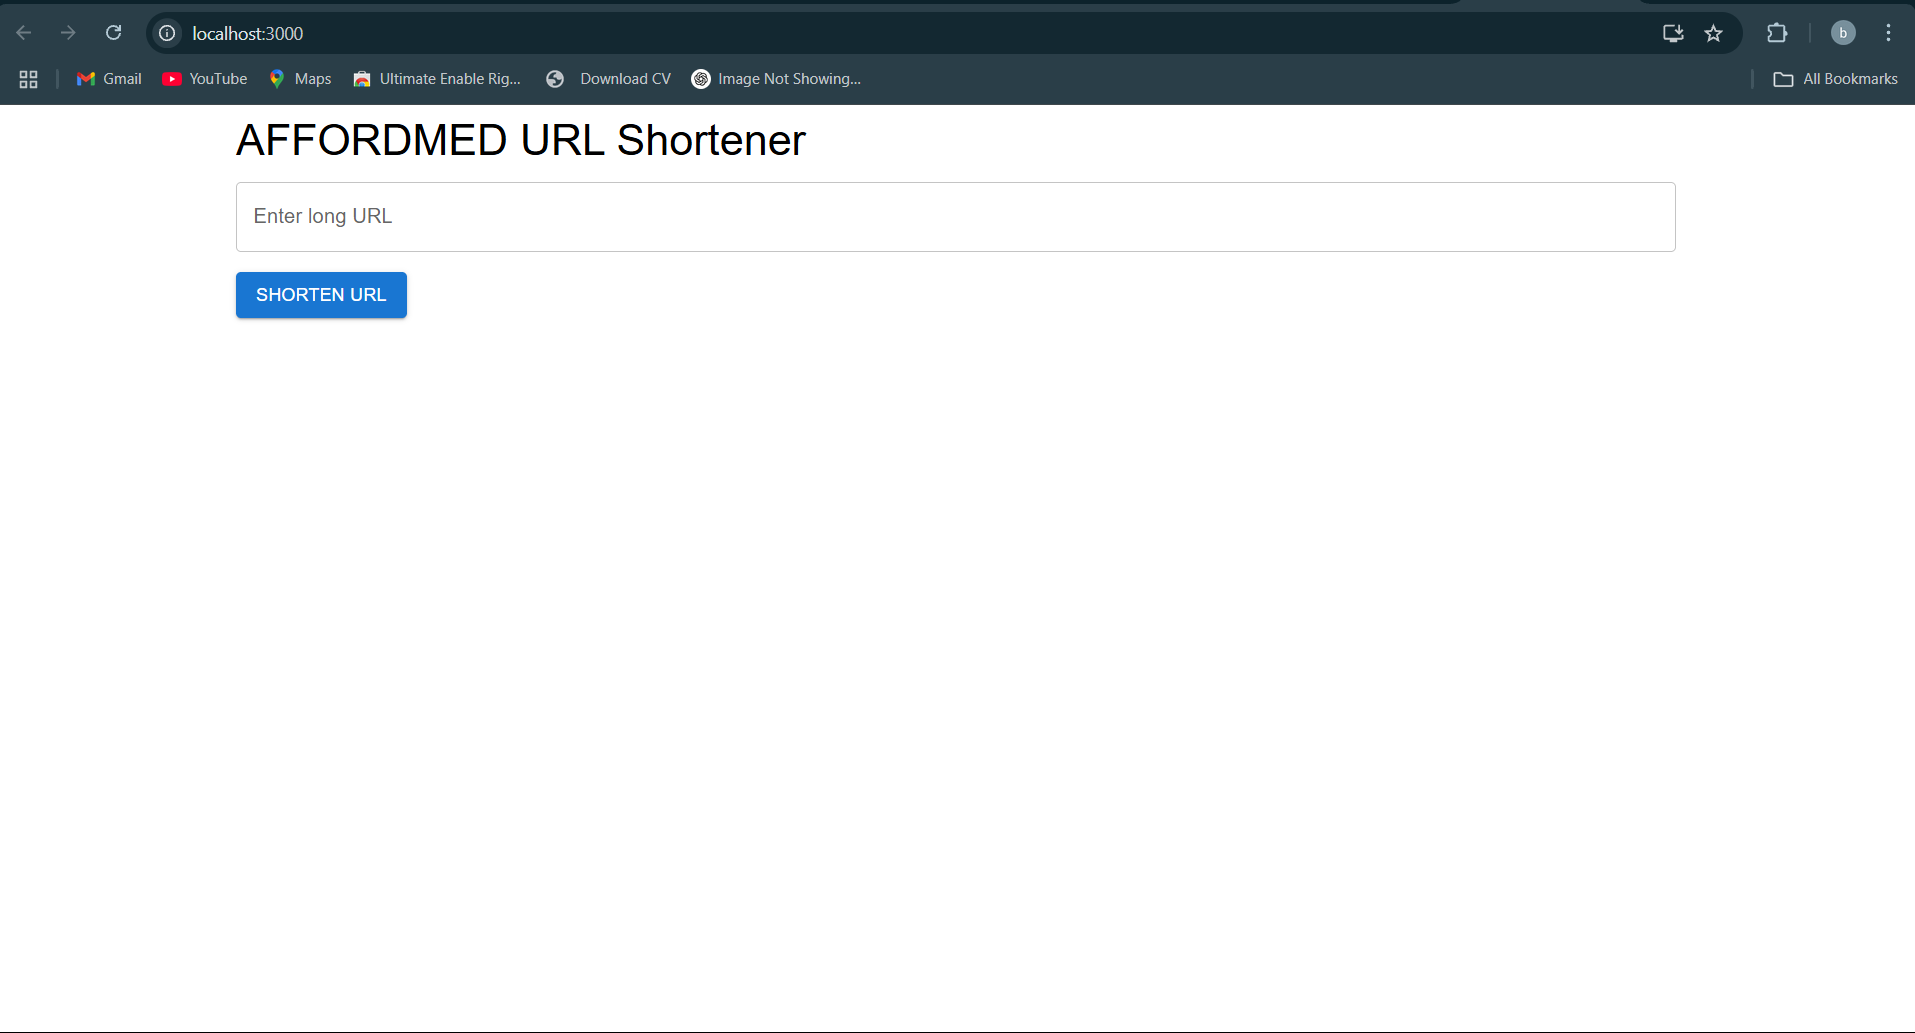 localhost:3000
b
Gmail YouTube Maps Ultimate Enable Rig... Download CV Image Not Showing... All Bookmarks
AFFORDMED URL Shortener
Enter long URL
SHORTEN URL